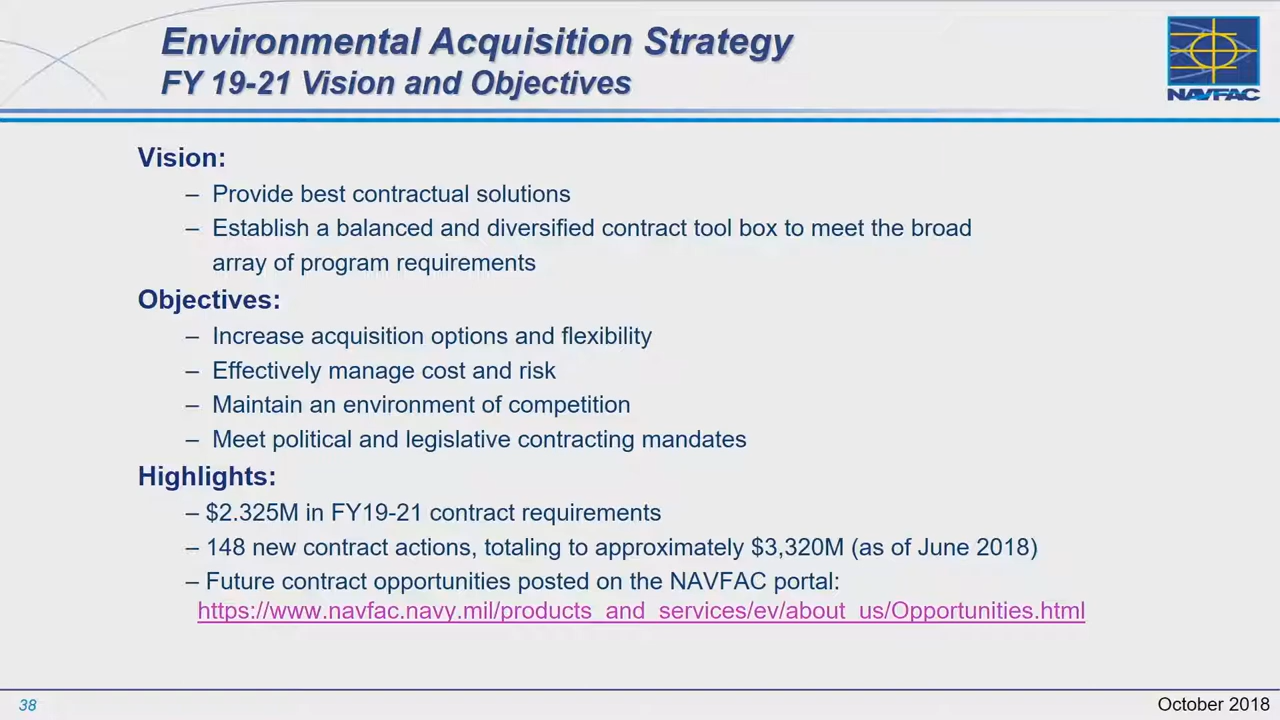 Environmental Acquisition Strategy
FY 19-21 Vision and Objectives
NAVFAC
Vision:
– Provide best contractual solutions
– Establish a balanced and diversified contract tool box to meet the broad
array of program requirements
Objectives:
– Increase acquisition options and flexibility
– Effectively manage cost and risk
– Maintain an environment of competition
– Meet political and legislative contracting mandates
Highlights:
– $2.325M in FY19-21 contract requirements
– 148 new contract actions, totaling to approximately $3,320M (as of June 2018)
– Future contract opportunities posted on the NAVFAC portal:
https://www.navfac.navy.mil/products_and_services/ev/about_us/Opportunities.html
38
October 2018